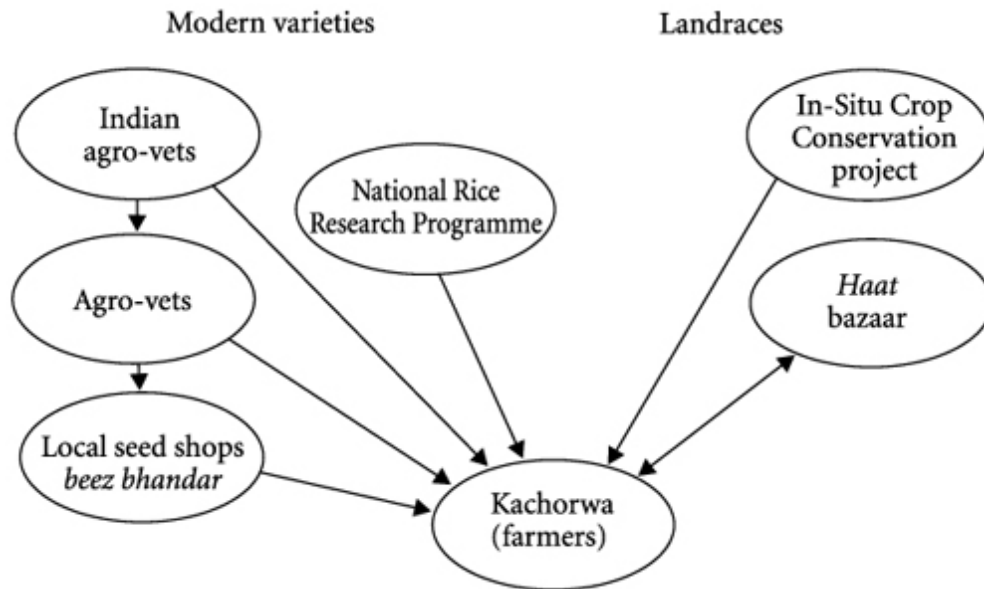 Modern varieties
Landraces
Indian
agro-vets
National Rice
Research Programme
In-Situ Crop
Conservation
project
Agro-vets
Haat
bazaar
Local seed shops
beez bhandar
Kachorwa
(farmers)